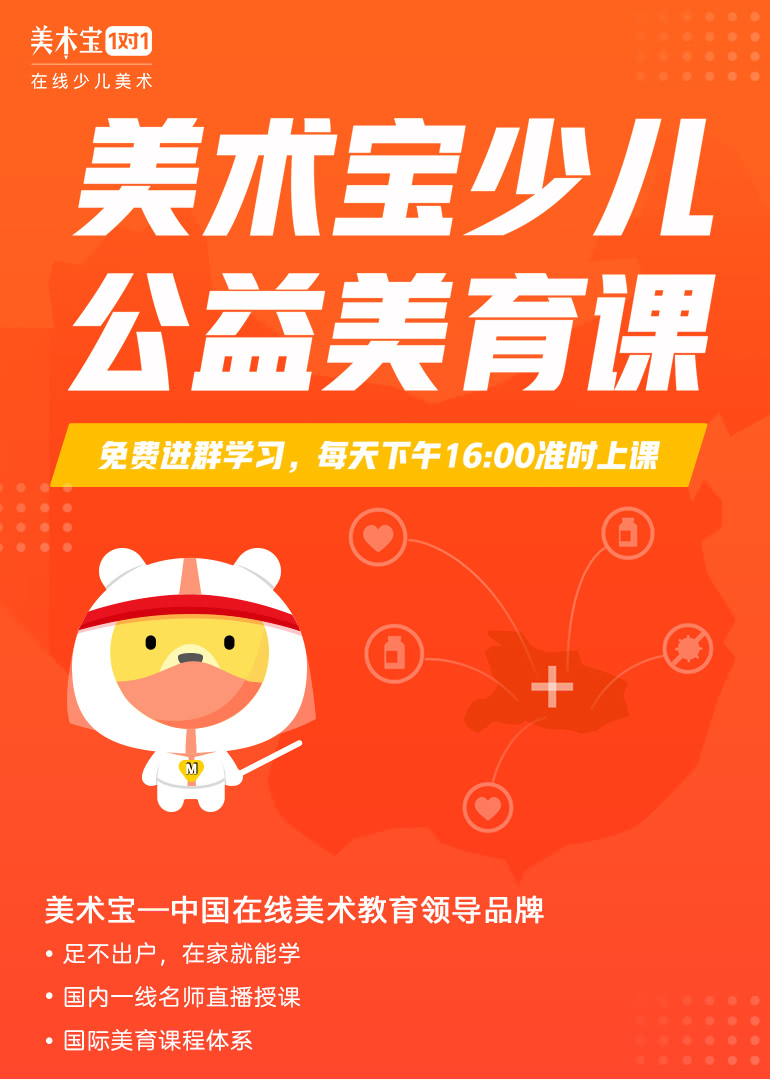 美术宝1对1
在线少儿美术
美术宝少儿
公益美育课
免费进群学习，每天下午16:00准时上课
M
美术宝—中国在线美术教育领导品牌
• 足不出户，在家就能学
• 国内一线名师直播授课
• 国际美育课程体系